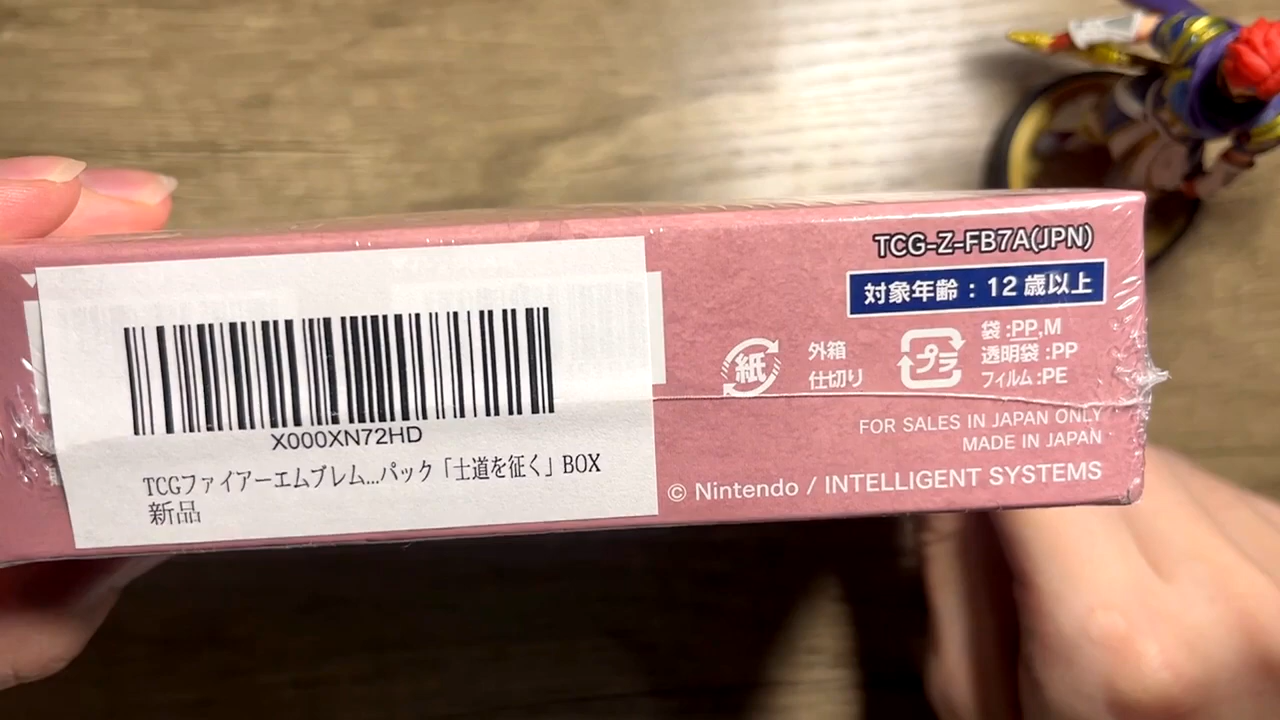 TCG-Z-FB7A(JPN)
対象年齢：12歳以上
紙
外箱
仕切り
プラ
袋:PP,M
透明袋:PP
フィルム:PE
FOR SALES IN JAPAN ONLY
MADE IN JAPAN
© Nintendo / INTELLIGENT SYSTEMS
X000XN72HD
TCGファイアーエムブレム...パック「士道を征く」BOX
新品